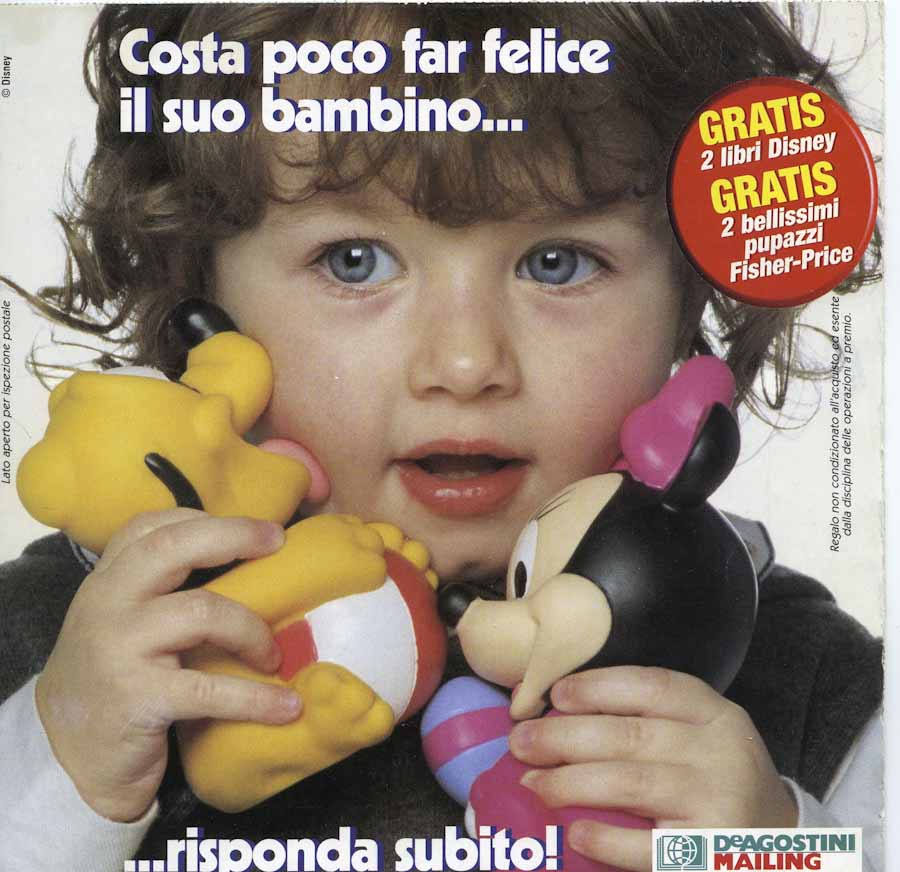 © Disney
Costa poco far felice
il suo bambino...
GRATIS
2 libri Disney
GRATIS
2 bellissimi
pupazzi
Fisher-Price
Lato aperto per ispezione postale
Regalo non condizionato all'acquisto ed esente
dalla disciplina delle operazioni a premio.
...risponda subito!
DEAGOSTINI
MAILING